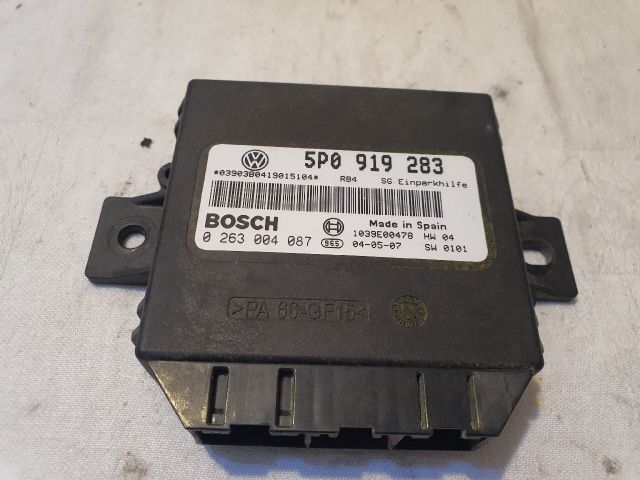 5P0 919 283
*03903B0419015104* RB4 SG Einparkhilfe
BOSCH
Made in Spain
0 263 004 087 965 1039E00478 HW 04
04-05-07 SW 0101
>PA 66-GF15<